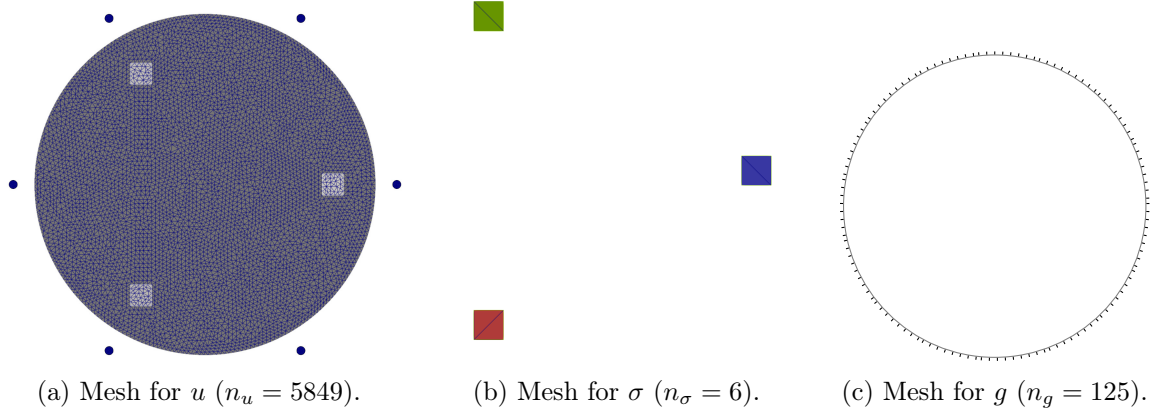 (a) Mesh for u (n_u = 5849).
(b) Mesh for σ (n_σ = 6).
(c) Mesh for g (n_g = 125).